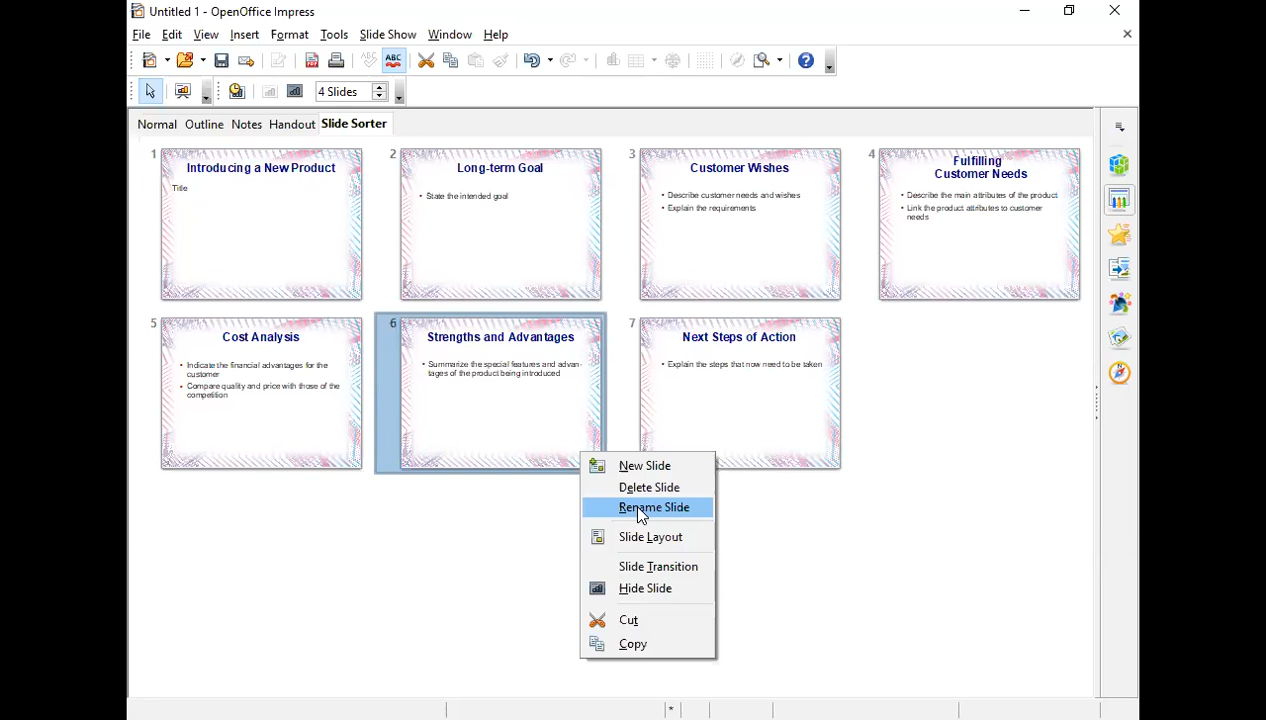 Untitled 1 - OpenOffice Impress
File Edit View Insert Format Tools Slide Show Window Help
ABC ABC
4 Slides
Normal Outline Notes Handout Slide Sorter
1
Introducing a New Product
Title
2
Long-term Goal
• State the intended goal
3
Customer Wishes
• Describe customer needs and wishes
• Explain the requirements
4
Fulfilling
Customer Needs
• Describe the main attributes of the product
• Link the product attributes to customer
needs
5
Cost Analysis
• Indicate the financial advantages for the
customer
• Compare quality and price with those of the
competition
6
Strengths and Advantages
• Summarize the special features and advan-
tages of the product being introduced
7
Next Steps of Action
• Explain the steps that now need to be taken
New Slide
Delete Slide
Rename Slide
Slide Layout
Slide Transition
Hide Slide
Cut
Copy
*